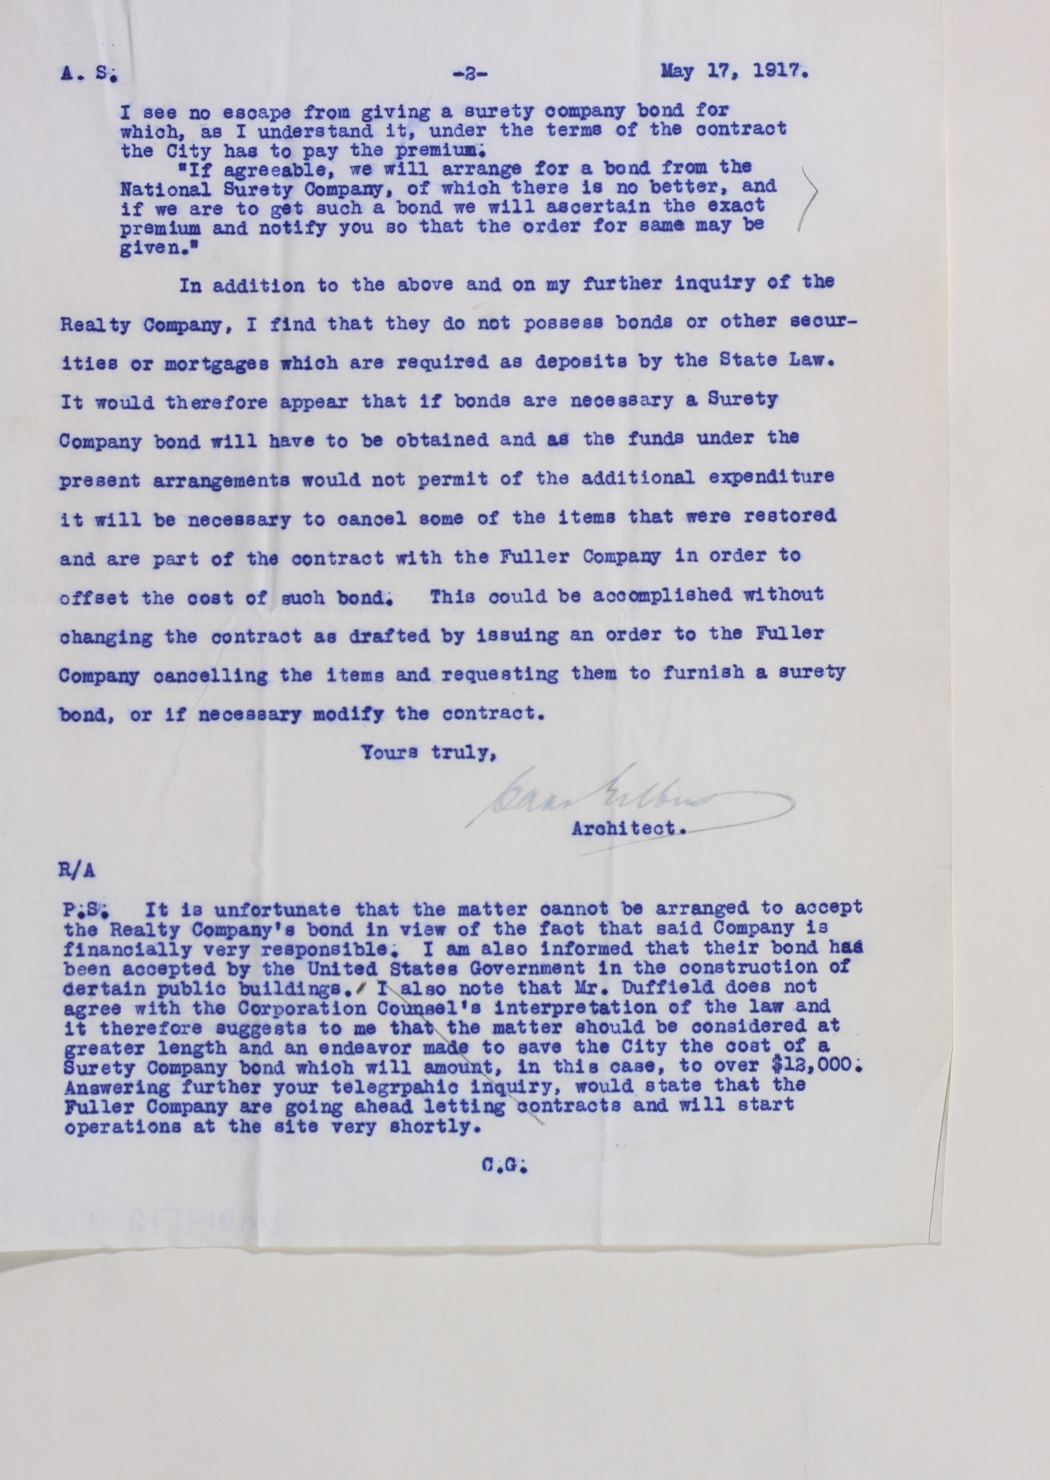 A. S.
-2-
May 17, 1917.
I see no escape from giving a surety company bond for
which, as I understand it, under the terms of the contract
the City has to pay the premium.
"If agreeable, we will arrange for a bond from the
National Surety Company, of which there is no better, and
if we are to get such a bond we will ascertain the exact
premium and notify you so that the order for same may be
given."
In addition to the above and on my further inquiry of the
Realty Company, I find that they do not possess bonds or other secur-
ities or mortgages which are required as deposits by the State Law.
It would therefore appear that if bonds are necessary a Surety
Company bond will have to be obtained and as the funds under the
present arrangements would not permit of the additional expenditure
it will be necessary to cancel some of the items that were restored
and are part of the contract with the Fuller Company in order to
offset the cost of such bond. This could be accomplished without
changing the contract as drafted by issuing an order to the Fuller
Company cancelling the items and requesting them to furnish a surety
bond, or if necessary modify the contract.
Yours truly,
Cass Gilbert
Architect.
R/A
P.S. It is unfortunate that the matter cannot be arranged to accept
the Realty Company's bond in view of the fact that said Company is
financially very responsible. I am also informed that their bond has
been accepted by the United States Government in the construction of
certain public buildings. I also note that Mr. Duffield does not
agree with the Corporation Counsel's interpretation of the law and
it therefore suggests to me that the matter should be considered at
greater length and an endeavor made to save the City the cost of a
Surety Company bond which will amount, in this case, to over $12,000.
Answering further your telegrpahic inquiry, would state that the
Fuller Company are going ahead letting contracts and will start
operations at the site very shortly.
C.G.